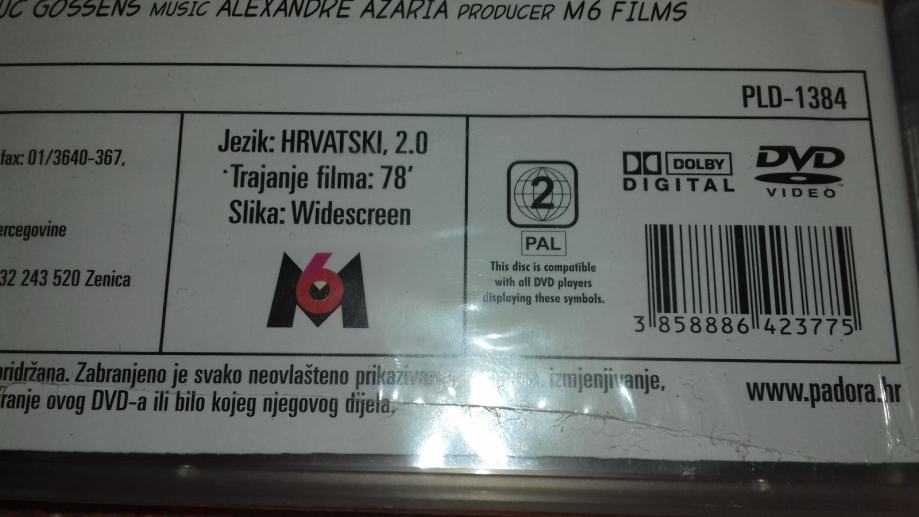 UC GOSSENS MUSIC ALEXANDRE AZARIA PRODUCER M6 FILMS
PLD-1384
fax: 01/3640-367,
ercegovine
32 243 520 Zenica
Jezik: HRVATSKI, 2.0
Trajanje filma: 78'
Slika: Widescreen
M6
2
PAL
This disc is compatible
with all DVD players
displaying these symbols.
DOLBY
DIGITAL
DVD
VIDEO
3 858886 423775
pridržana. Zabranjeno je svako neovlašteno izmjenjivanje,
iranje ovog DVD-a ili bilo kojeg njegovog dijela.
www.padora.hr